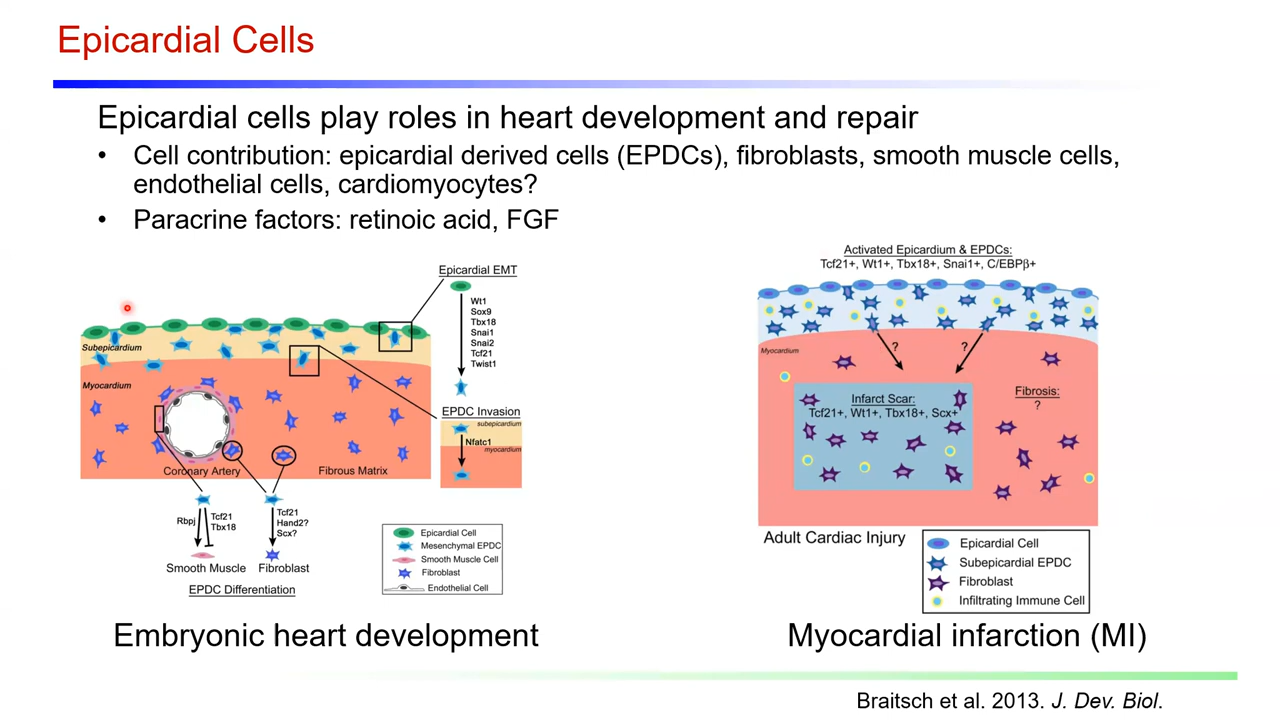 Epicardial Cells
Epicardial cells play roles in heart development and repair
• Cell contribution: epicardial derived cells (EPDCs), fibroblasts, smooth muscle cells,
endothelial cells, cardiomyocytes?
• Paracrine factors: retinoic acid, FGF
Epicardial EMT
Wt1
Sox9
Tbx18
Snai1
Snai2
Tcf21
Twist1
Subepicardium
Myocardium
Coronary Artery
Fibrous Matrix
EPDC Invasion
subepicardium
Nfatc1
myocardium
Rbpj
Tcf21
Tbx18
Tcf21
Hand2?
Scx?
Smooth Muscle
Fibroblast
EPDC Differentiation
Epicardial Cell
Mesenchymal EPDC
Smooth Muscle Cell
Fibroblast
Endothelial Cell
Embryonic heart development
Activated Epicardium & EPDCs:
Tcf21+, Wt1+, Tbx18+, Snai1+, C/EBPβ+
Myocardium
?
?
Infarct Scar:
Tcf21+, Wt1+, Tbx18+, Scx+
Fibrosis:
?
Adult Cardiac Injury
Epicardial Cell
Subepicardial EPDC
Fibroblast
Infiltrating Immune Cell
Myocardial infarction (MI)
Braitsch et al. 2013. J. Dev. Biol.